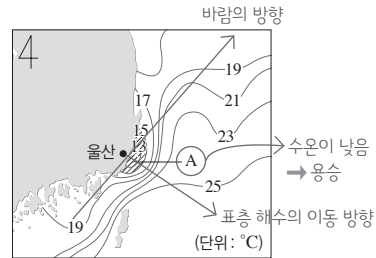 바람의 방향
4
19
17
21
15
23
13
울산
A
수온이 낮음
➡ 용승
25
표층 해수의 이동 방향
19
(단위: ℃)